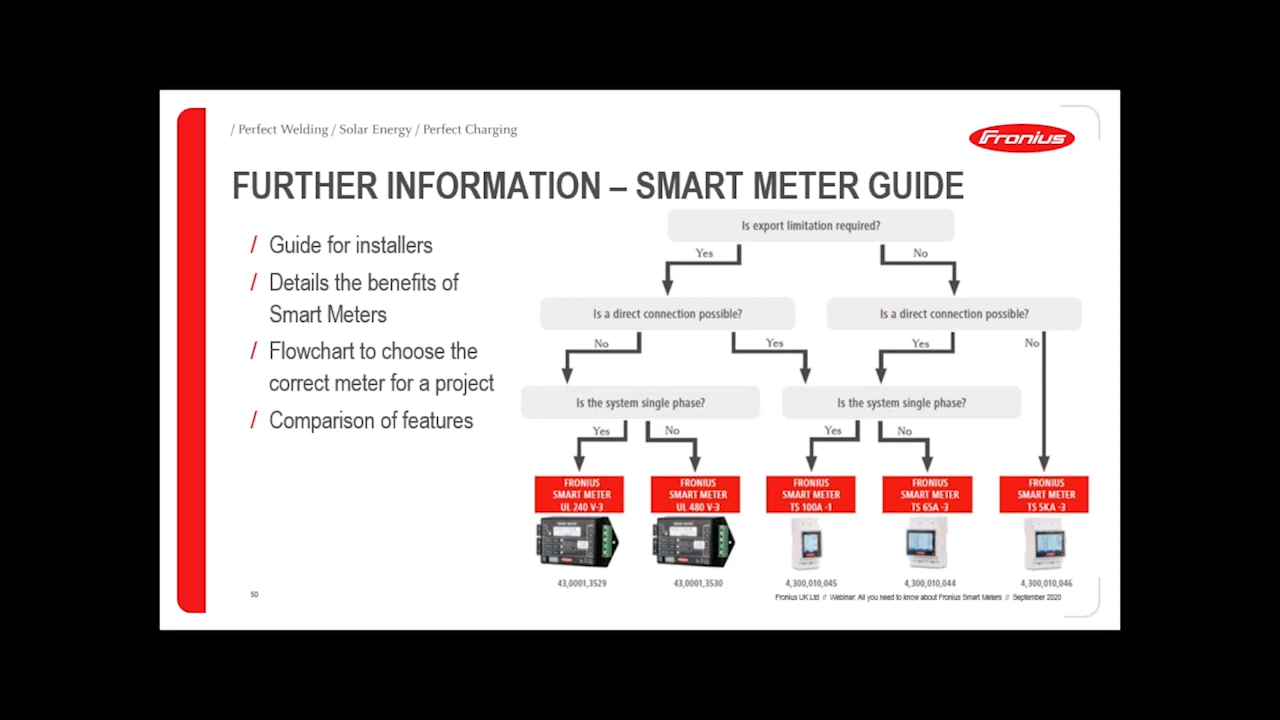 / Perfect Welding / Solar Energy / Perfect Charging
Fronius
FURTHER INFORMATION – SMART METER GUIDE
/ Guide for installers
/ Details the benefits of
Smart Meters
/ Flowchart to choose the
correct meter for a project
/ Comparison of features
Is export limitation required?
Yes
No
Is a direct connection possible?
Is a direct connection possible?
No
Yes
Yes
No
Is the system single phase?
Is the system single phase?
Yes
No
Yes
No
FRONIUS
SMART METER
UL 240 V-3
FRONIUS
SMART METER
UL 480 V-3
FRONIUS
SMART METER
TS 100A -1
FRONIUS
SMART METER
TS 65A -3
FRONIUS
SMART METER
TS 5KA -3
43,0001,3529
43,0001,3530
4,300,010,045
4,300,010,044
4,300,010,046
50
Fronius UK Ltd // Webinar: All you need to know about Fronius Smart Meters // September 2020